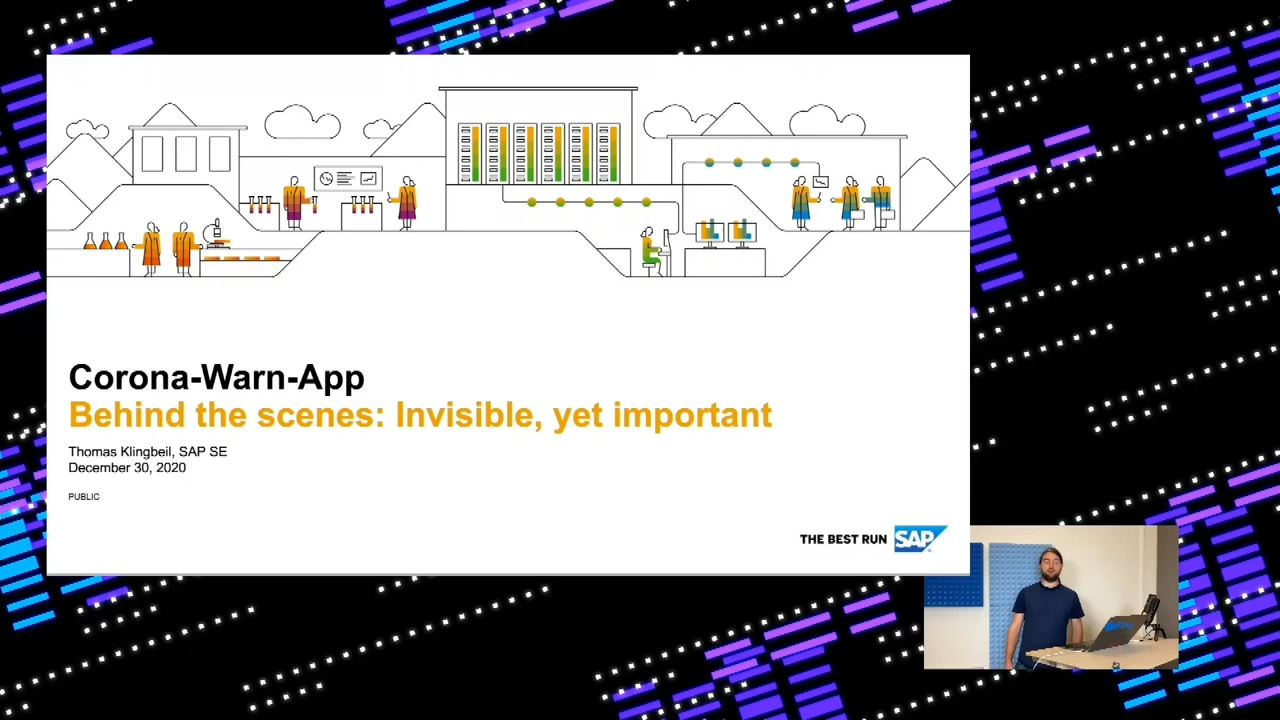 Corona-Warn-App
Behind the scenes: Invisible, yet important
Thomas Klingbeil, SAP SE
December 30, 2020
PUBLIC
THE BEST RUN SAP